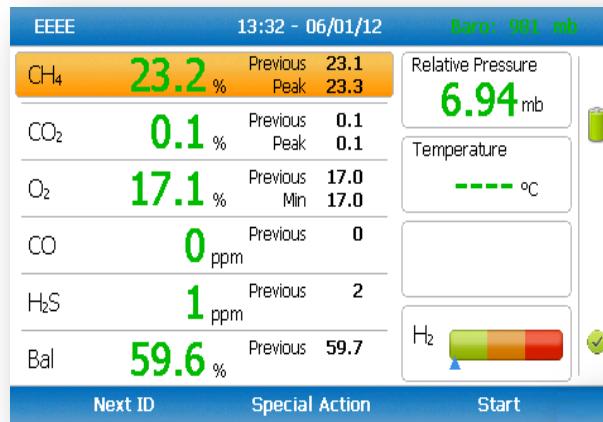 EEEE 13:32 - 06/01/12 Baro: 981 mb
CH₄ 23.2 % Previous 23.1
Peak 23.3
CO₂ 0.1 % Previous 0.1
Peak 0.1
O₂ 17.1 % Previous 17.0
Min 17.0
CO 0 ppm Previous 0
H₂S 1 ppm Previous 2
Bal 59.6 % Previous 59.7
Relative Pressure
6.94 mb
Temperature
---- ºC
H₂
Next ID Special Action Start